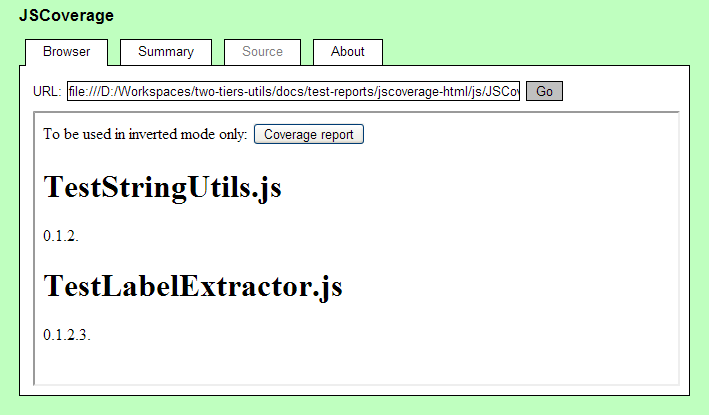 JSCoverage
Browser Summary Source About
URL: file:///D:/Workspaces/two-tiers-utils/docs/test-reports/jscoverage-html/js/JSCov Go
To be used in inverted mode only: Coverage report
TestStringUtils.js
0.1.2.
TestLabelExtractor.js
0.1.2.3.